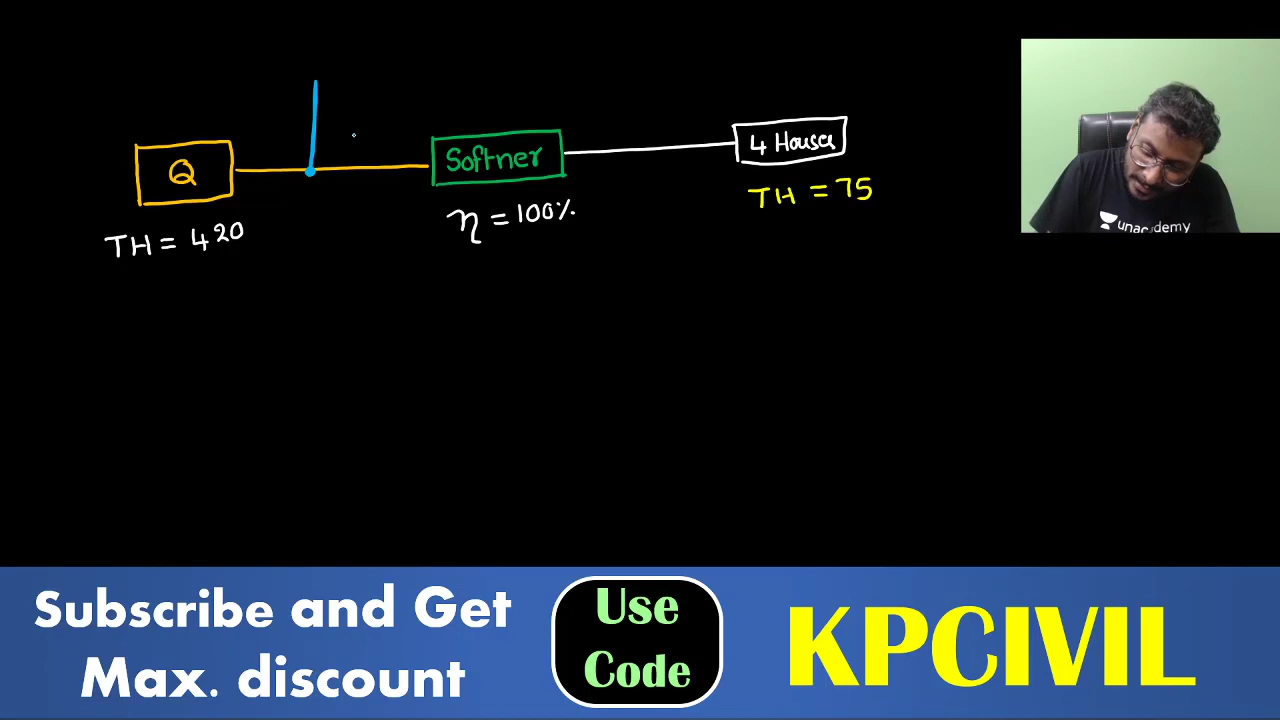 Q
Softner
4 Houses
TH = 420
η = 100%
TH = 75
unacademy
Subscribe and Get
Max. discount
Use
Code
KPCIVIL